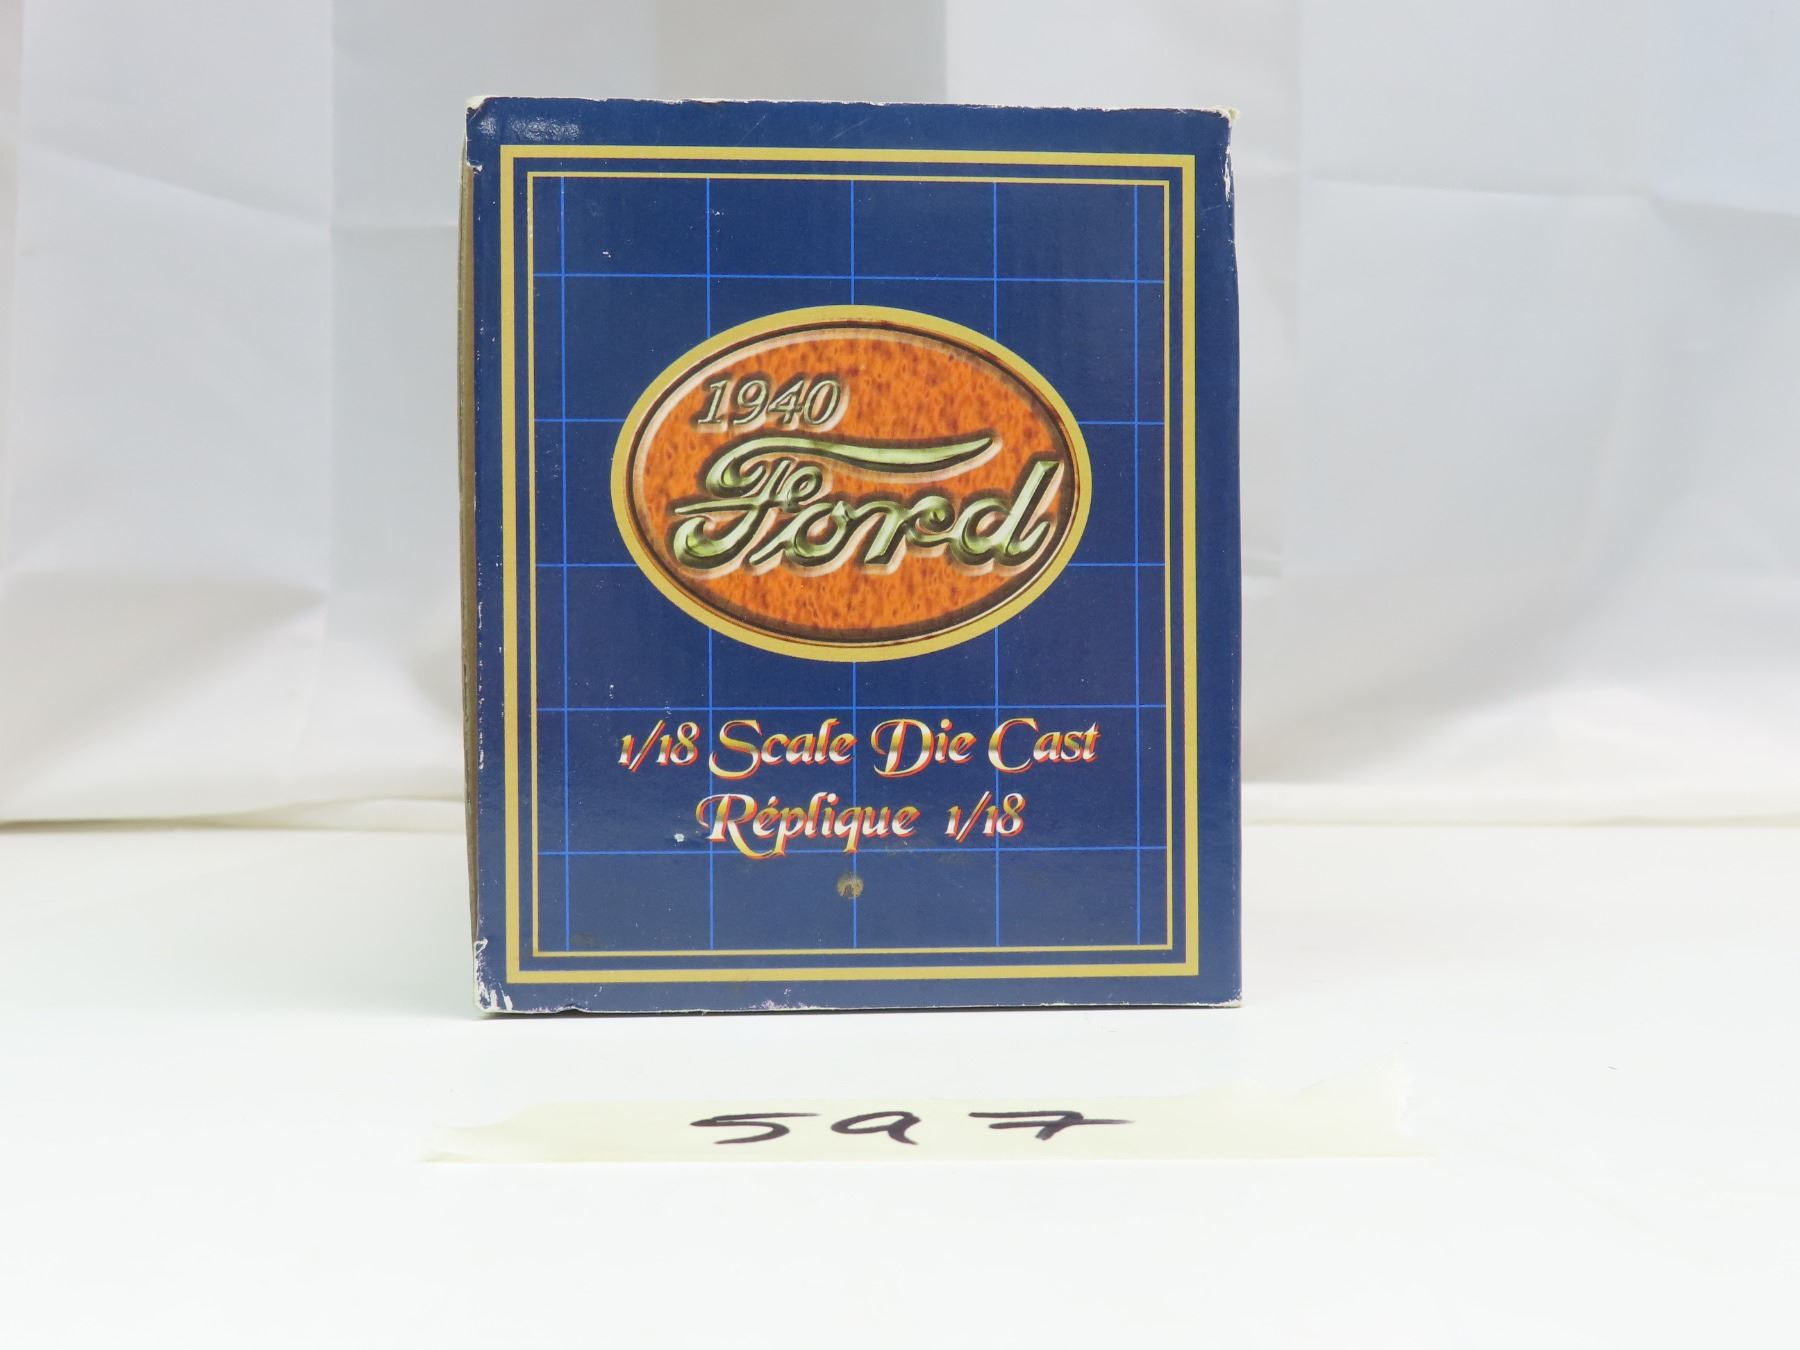 1940
Ford
1/18 Scale Die Cast
Réplique 1/18
597